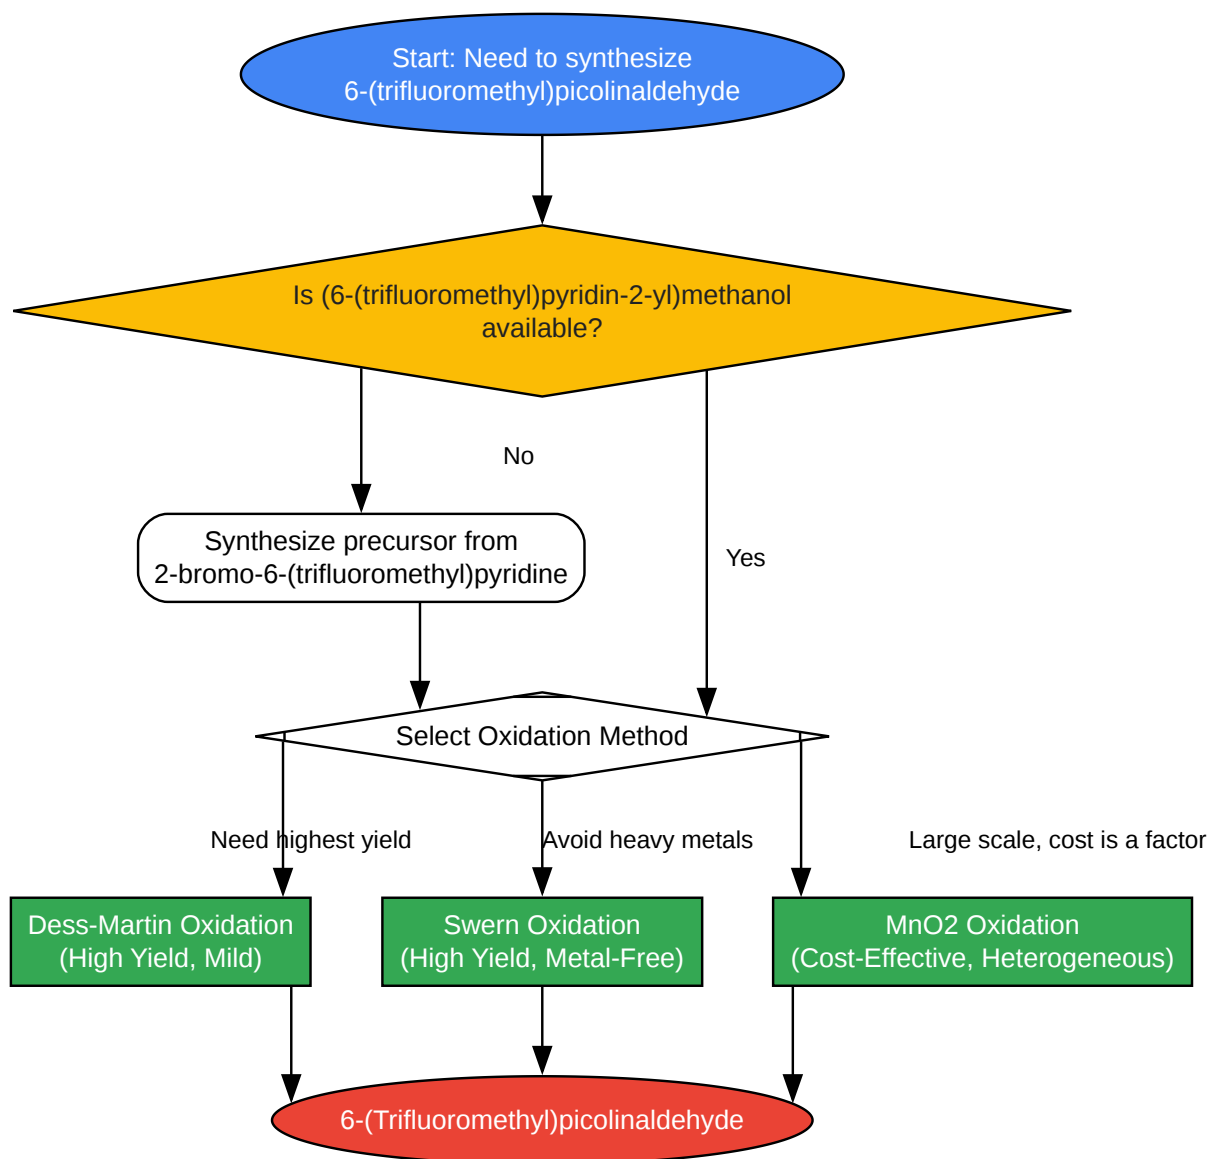 Start: Need to synthesize
6-(trifluoromethyl)picolinaldehyde
Is (6-(trifluoromethyl)pyridin-2-yl)methanol
available?
No
Synthesize precursor from
2-bromo-6-(trifluoromethyl)pyridine
Yes
Select Oxidation Method
Need highest yield
Avoid heavy metals
Large scale, cost is a factor
Dess-Martin Oxidation
(High Yield, Mild)
Swern Oxidation
(High Yield, Metal-Free)
MnO2 Oxidation
(Cost-Effective, Heterogeneous)
6-(Trifluoromethyl)picolinaldehyde